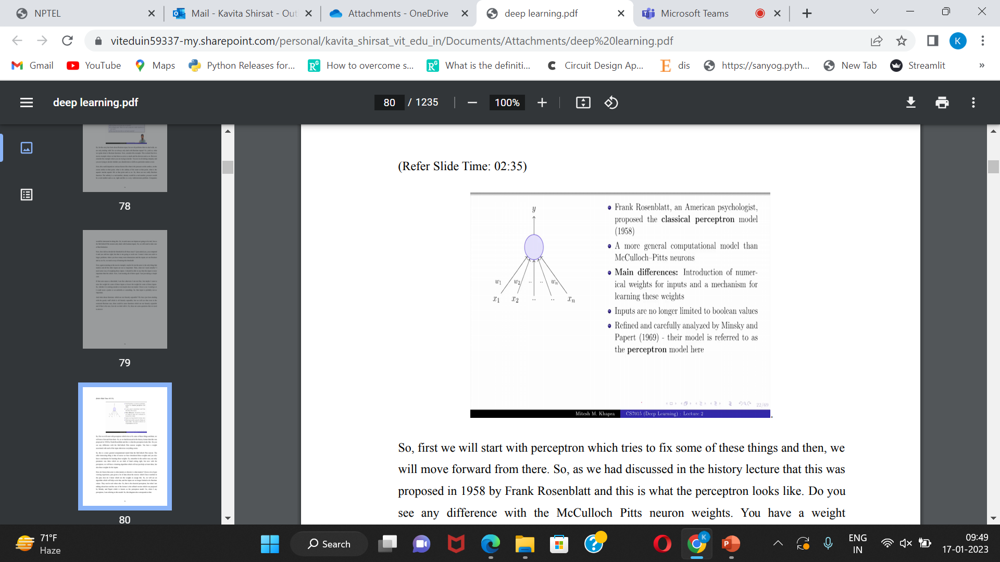 NPTEL
Mail - Kavita Shirsat - Out
Attachments - OneDrive
deep learning.pdf
Microsoft Teams
viteduin59337-my.sharepoint.com/personal/kavita_shirsat_vit_edu_in/Documents/Attachments/deep%20learning.pdf
K
Gmail
YouTube
Maps
Python Releases for...
How to overcome s...
What is the definiti...
Circuit Design Ap...
dis
https://sanyog.pyth...
New Tab
Streamlit
»
deep learning.pdf
80 / 1235
100%
78
79
80
(Refer Slide Time: 02:35)
y
w1 w2 .. .. wn
x1 x2 .. .. xn
• Frank Rosenblatt, an American psychologist,
proposed the classical perceptron model
(1958)
• A more general computational model than
McCulloch–Pitts neurons
• Main differences: Introduction of numer-
ical weights for inputs and a mechanism for
learning these weights
• Inputs are no longer limited to boolean values
• Refined and carefully analyzed by Minsky and
Papert (1969) - their model is referred to as
the perceptron model here
22/69
Mitesh M. Khapra CS7015 (Deep Learning) : Lecture 2
.
So, first we will start with perceptron which tries to fix some of these things and then, we
will move forward from there. So, as we had discussed in the history lecture that this was
proposed in 1958 by Frank Rosenblatt and this is what the perceptron looks like. Do you
see any difference with the McCulloch Pitts neuron weights. You have a weight
71°F
Haze
Search
ENG
IN
09:49
17-01-2023